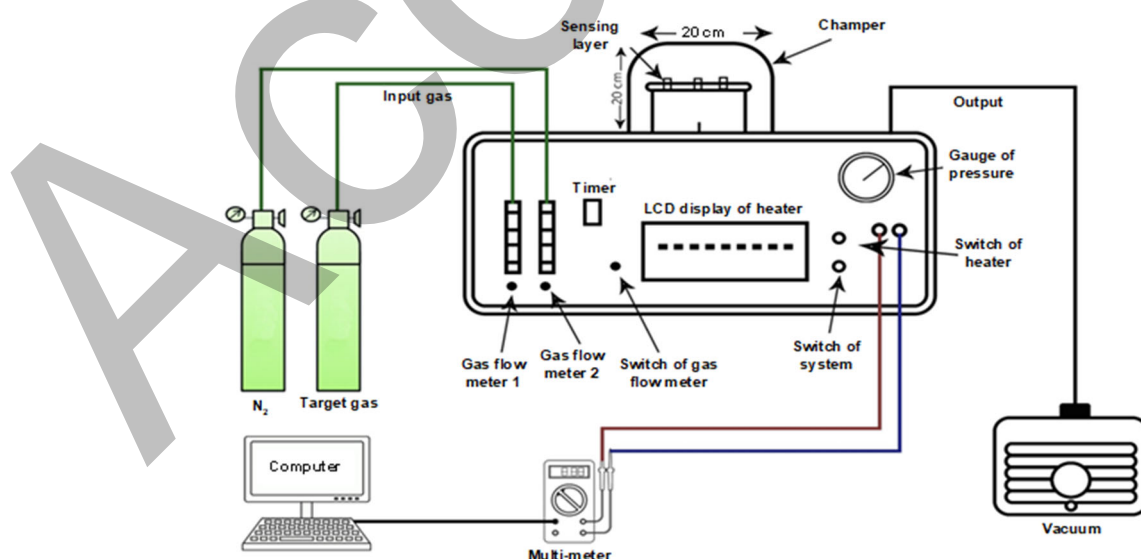 Sensing
layer
20 cm
Champer
20 cm
Input gas
Output
Gauge of
pressure
Timer
LCD display of heater
Switch of
heater
Gas flow
meter 1
Gas flow
meter 2
Switch of gas
flow meter
Switch of
system
N₂
Target gas
Computer
Multi-meter
Vacuum